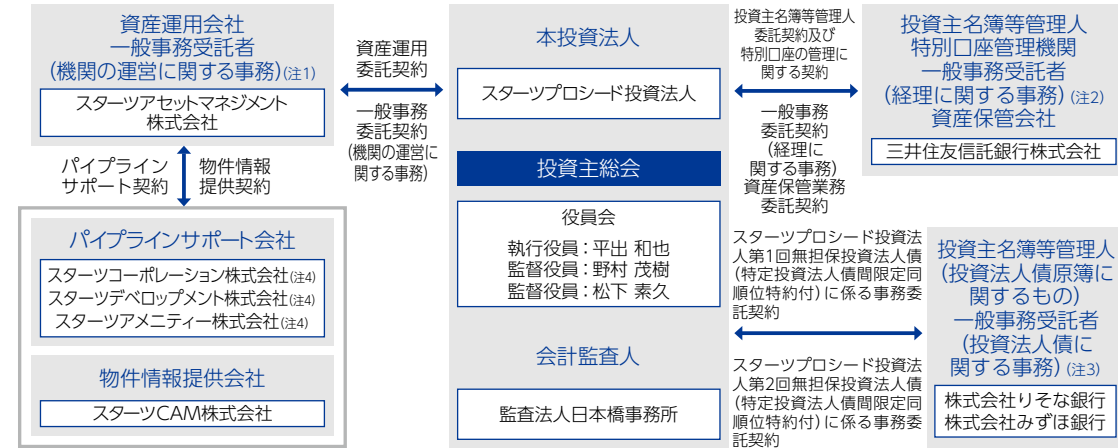 資産運用会社
一般事務受託者
(機関の運営に関する事務)(注1)
スターツアセットマネジメント
株式会社
パイプライン
サポート契約
物件情報
提供契約
パイプラインサポート会社
スターツコーポレーション株式会社(注4)
スターツデベロップメント株式会社(注4)
スターツアメニティー株式会社(注4)
物件情報提供会社
スターツCAM株式会社
資産運用
委託契約
一般事務
委託契約
(機関の運営に
関する事務)
本投資法人
スターツプロシード投資法人
投資主総会
役員会
執行役員：平出 和也
監督役員：野村 茂樹
監督役員：松下 素久
会計監査人
監査法人日本橋事務所
投資主名簿等管理人
委託契約及び
特別口座の管理に
関する契約
一般事務
委託契約
(経理に
関する事務)
資産保管業務
委託契約
スターツプロシード投資法
人第1回無担保投資法人債
(特定投資法人債間限定同
順位特約付)に係る事務委
託契約
スターツプロシード投資法
人第2回無担保投資法人債
(特定投資法人債間限定同
順位特約付)に係る事務委
託契約
投資主名簿等管理人
特別口座管理機関
一般事務受託者
(経理に関する事務)(注2)
資産保管会社
三井住友信託銀行株式会社
投資主名簿等管理人
(投資法人債原簿に
関するもの)
一般事務受託者
(投資法人債に
関する事務)(注3)
株式会社りそな銀行
株式会社みずほ銀行